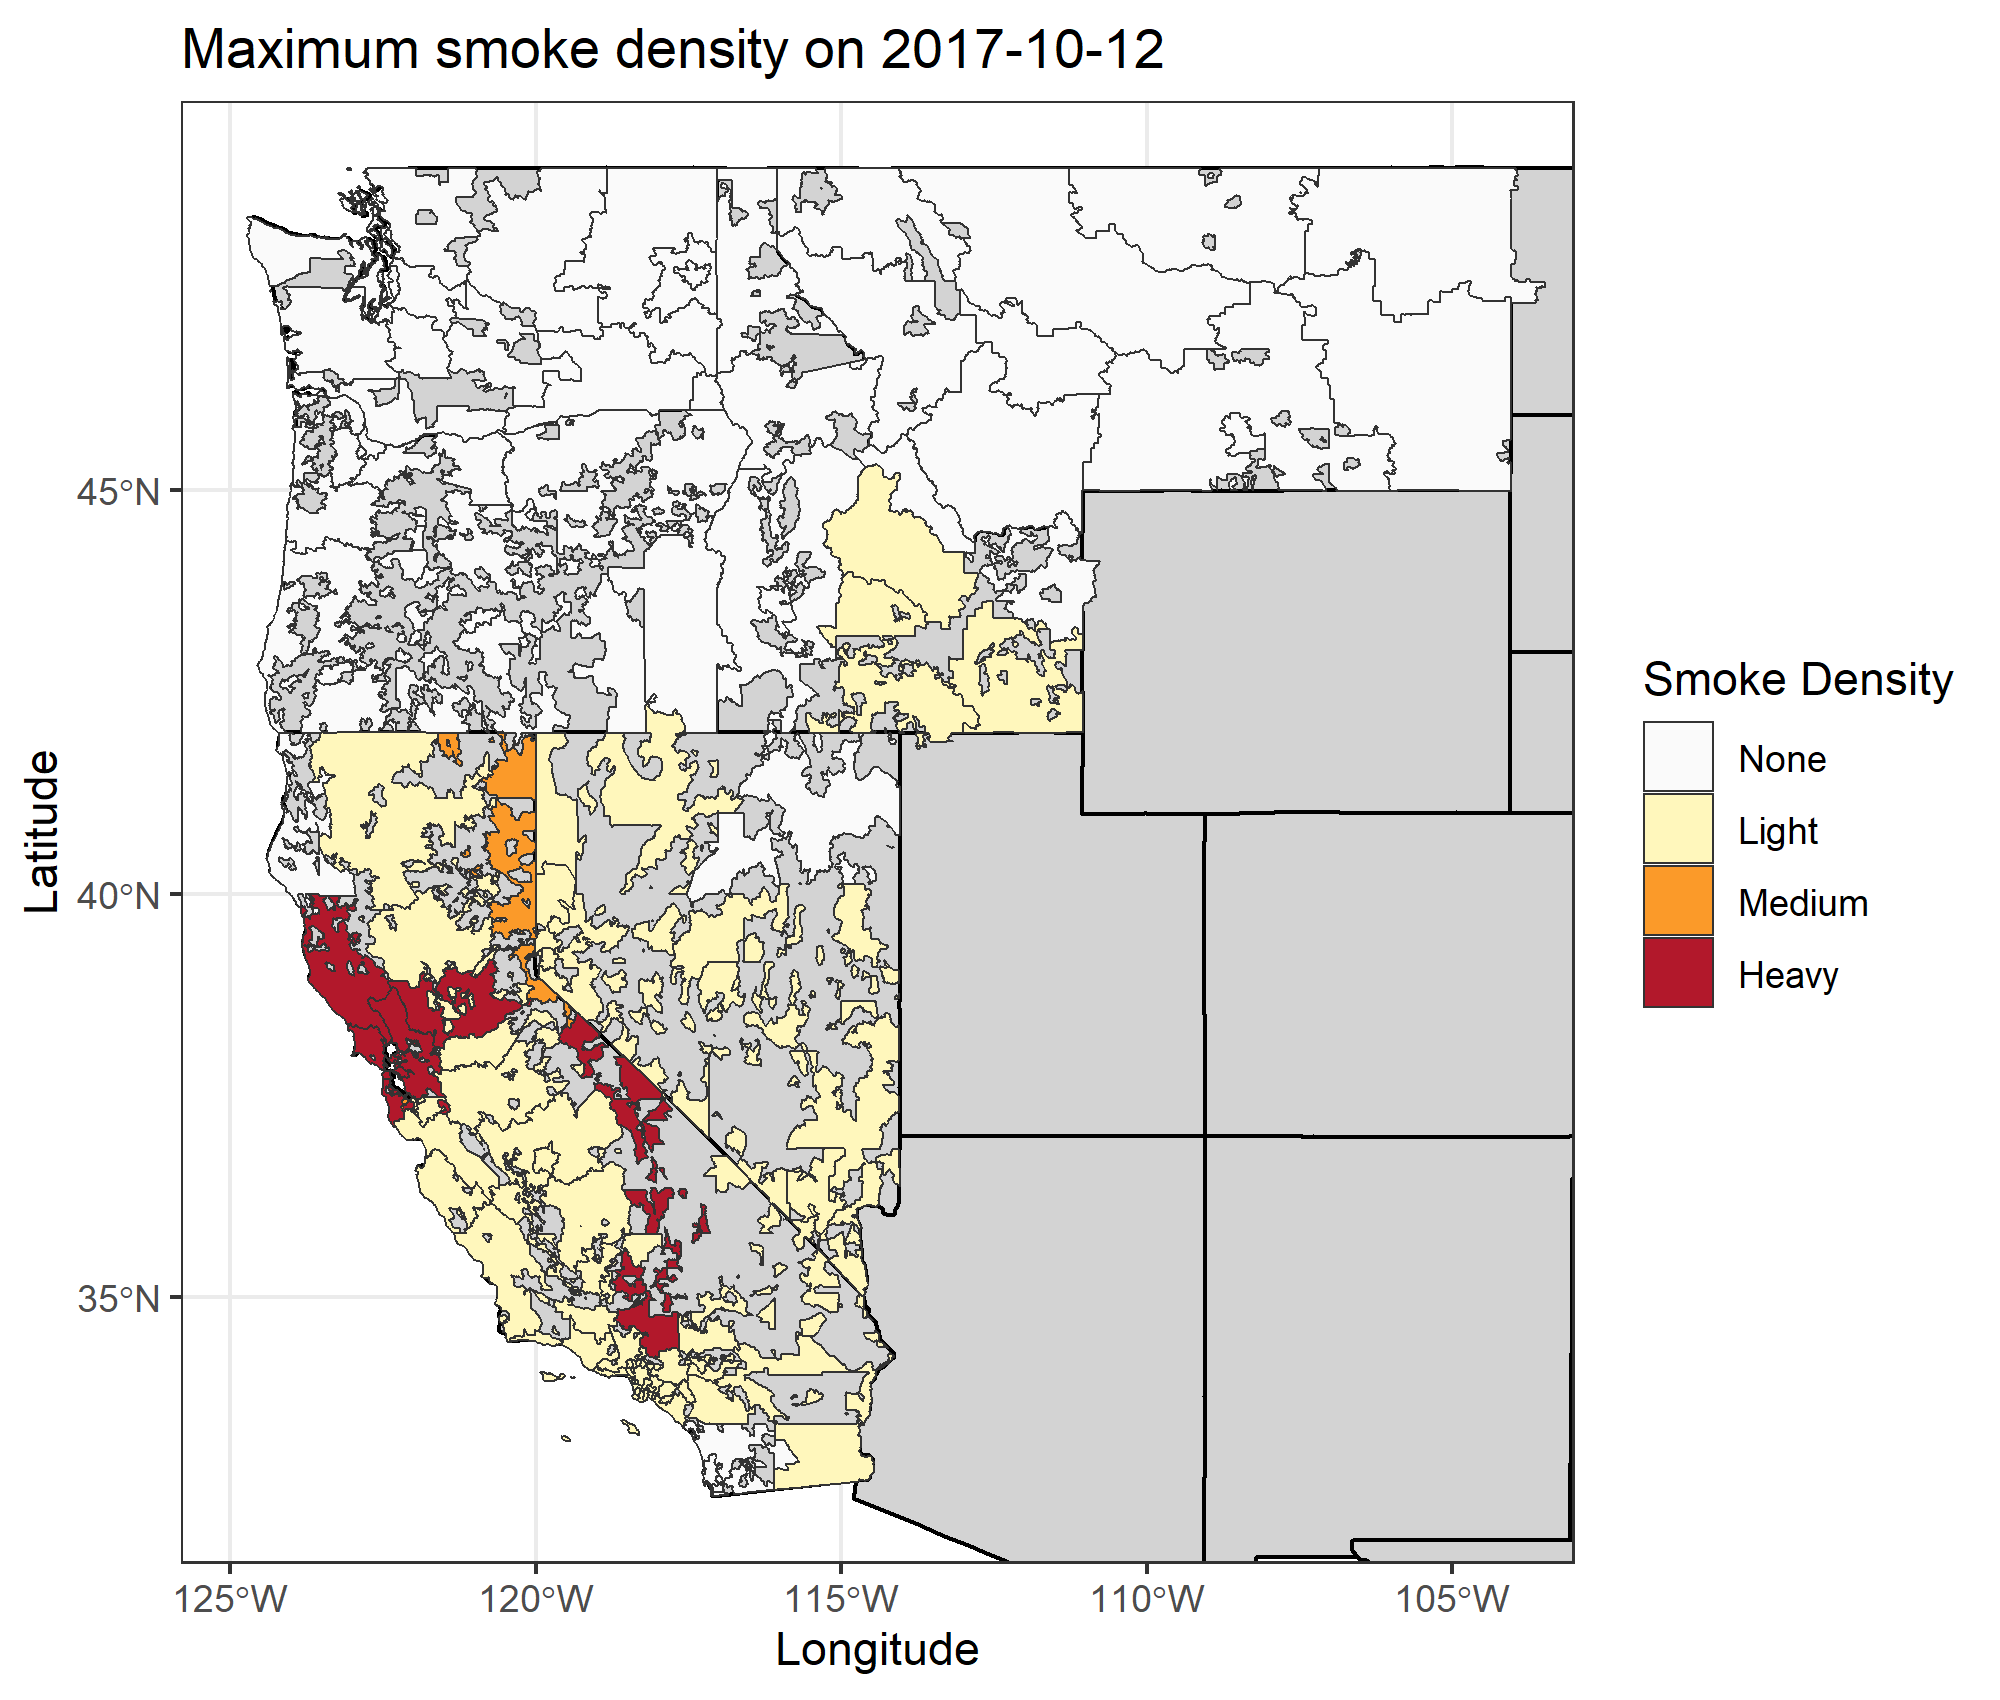 Maximum smoke density on 2017-10-12
45°N
40°N
35°N
Latitude
125°W
120°W
115°W
110°W
105°W
Longitude
Smoke Density
None
Light
Medium
Heavy